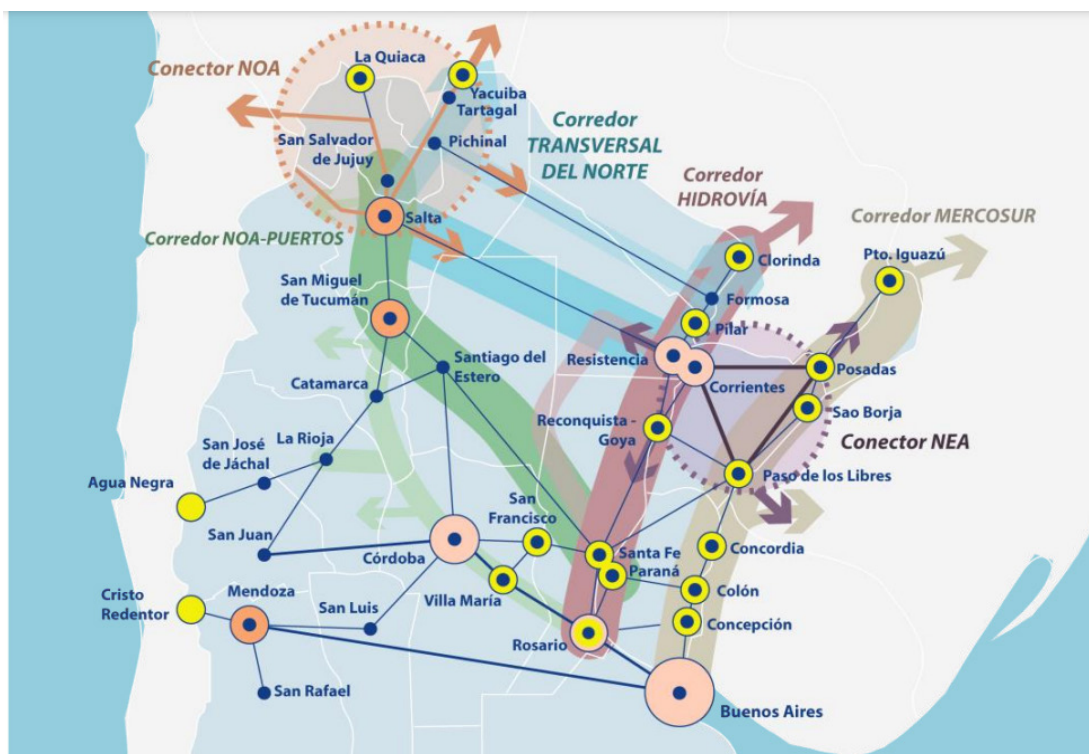 La Quiaca
Conector NOA
Yacuiba
Tartagal
Corredor
TRANSVERSAL
DEL NORTE
San Salvador
de Jujuy
Pichinal
Corredor
HIDROVÍA
Corredor MERCOSUR
Salta
Corredor NOA-PUERTOS
Clorinda
Pto. Iguazú
San Miguel
de Tucumán
Formosa
Pilar
Santiago del
Estero
Resistencia
Corrientes
Posadas
Catamarca
Sao Borja
Reconquista -
Goya
Conector NEA
La Rioja
San José
de Jáchal
Paso de los Libres
Agua Negra
San
Francisco
San Juan
Córdoba
Santa Fe
Concordia
Paraná
Cristo
Redentor
Mendoza
San Luis
Villa María
Colón
Concepción
Rosario
San Rafael
Buenos Aires